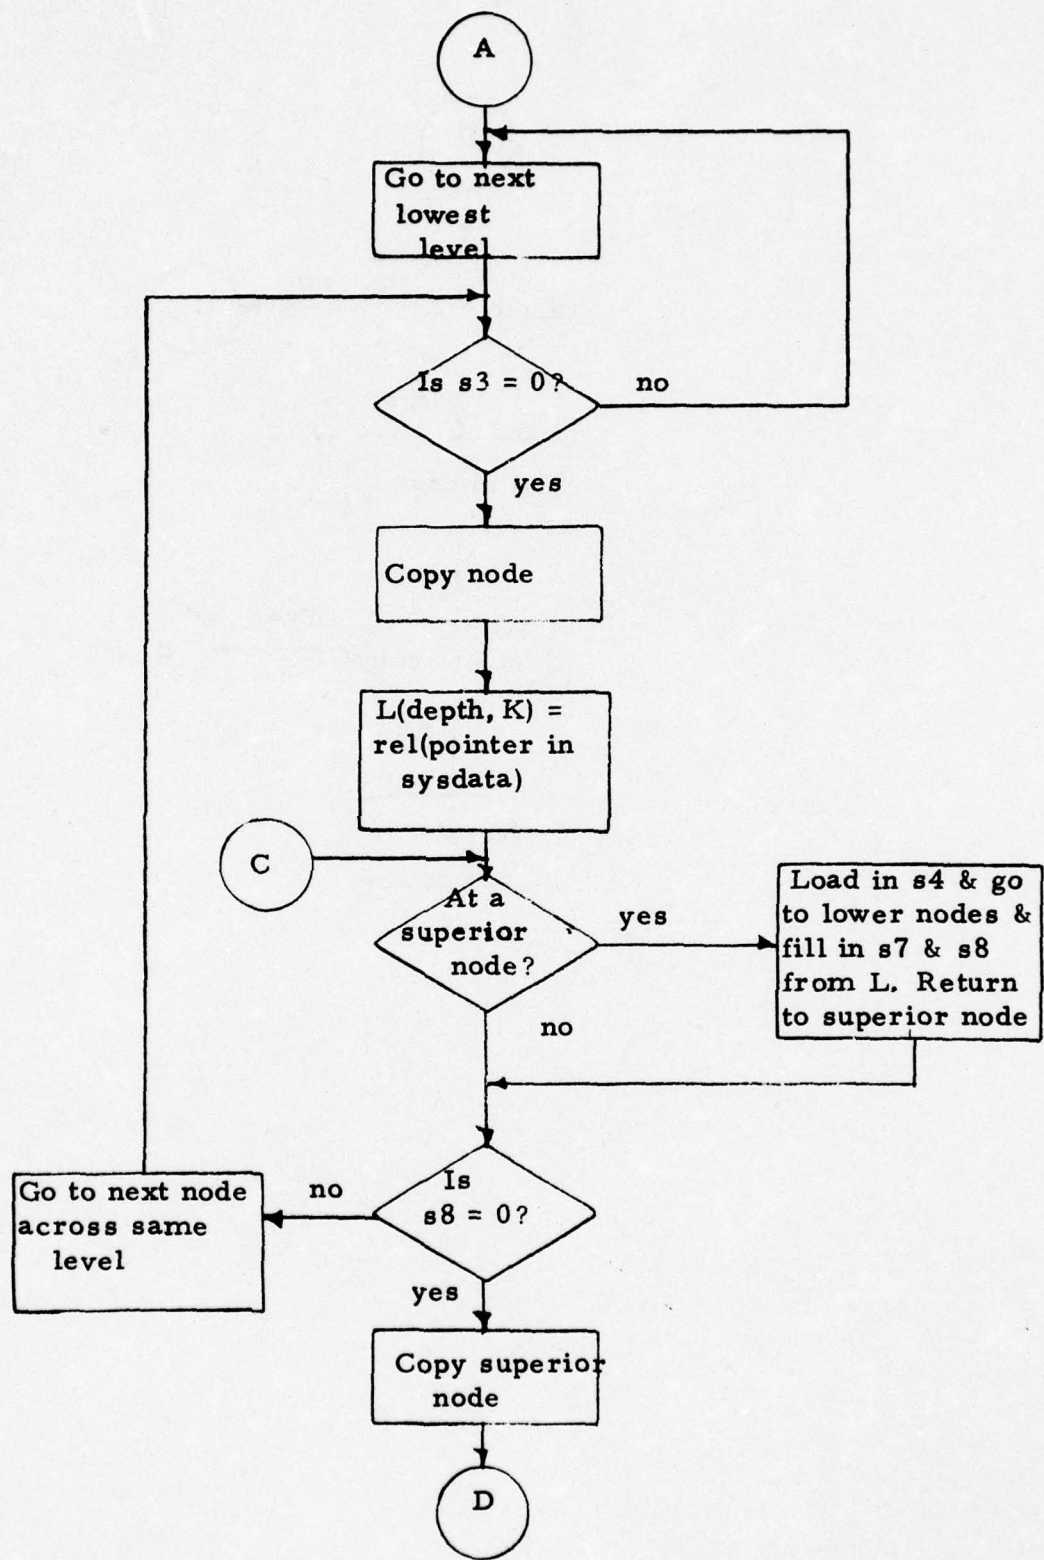 A
Go to next
lowest
level
Is s3 = 0?
no
yes
Copy node
L(depth, K) =
rel(pointer in
sysdata)
C
At a
superior
node?
yes
Load in s4 & go
to lower nodes &
fill in s7 & s8
from L. Return
to superior node
no
Is
s8 = 0?
no
Go to next node
across same
level
yes
Copy superior
node
D